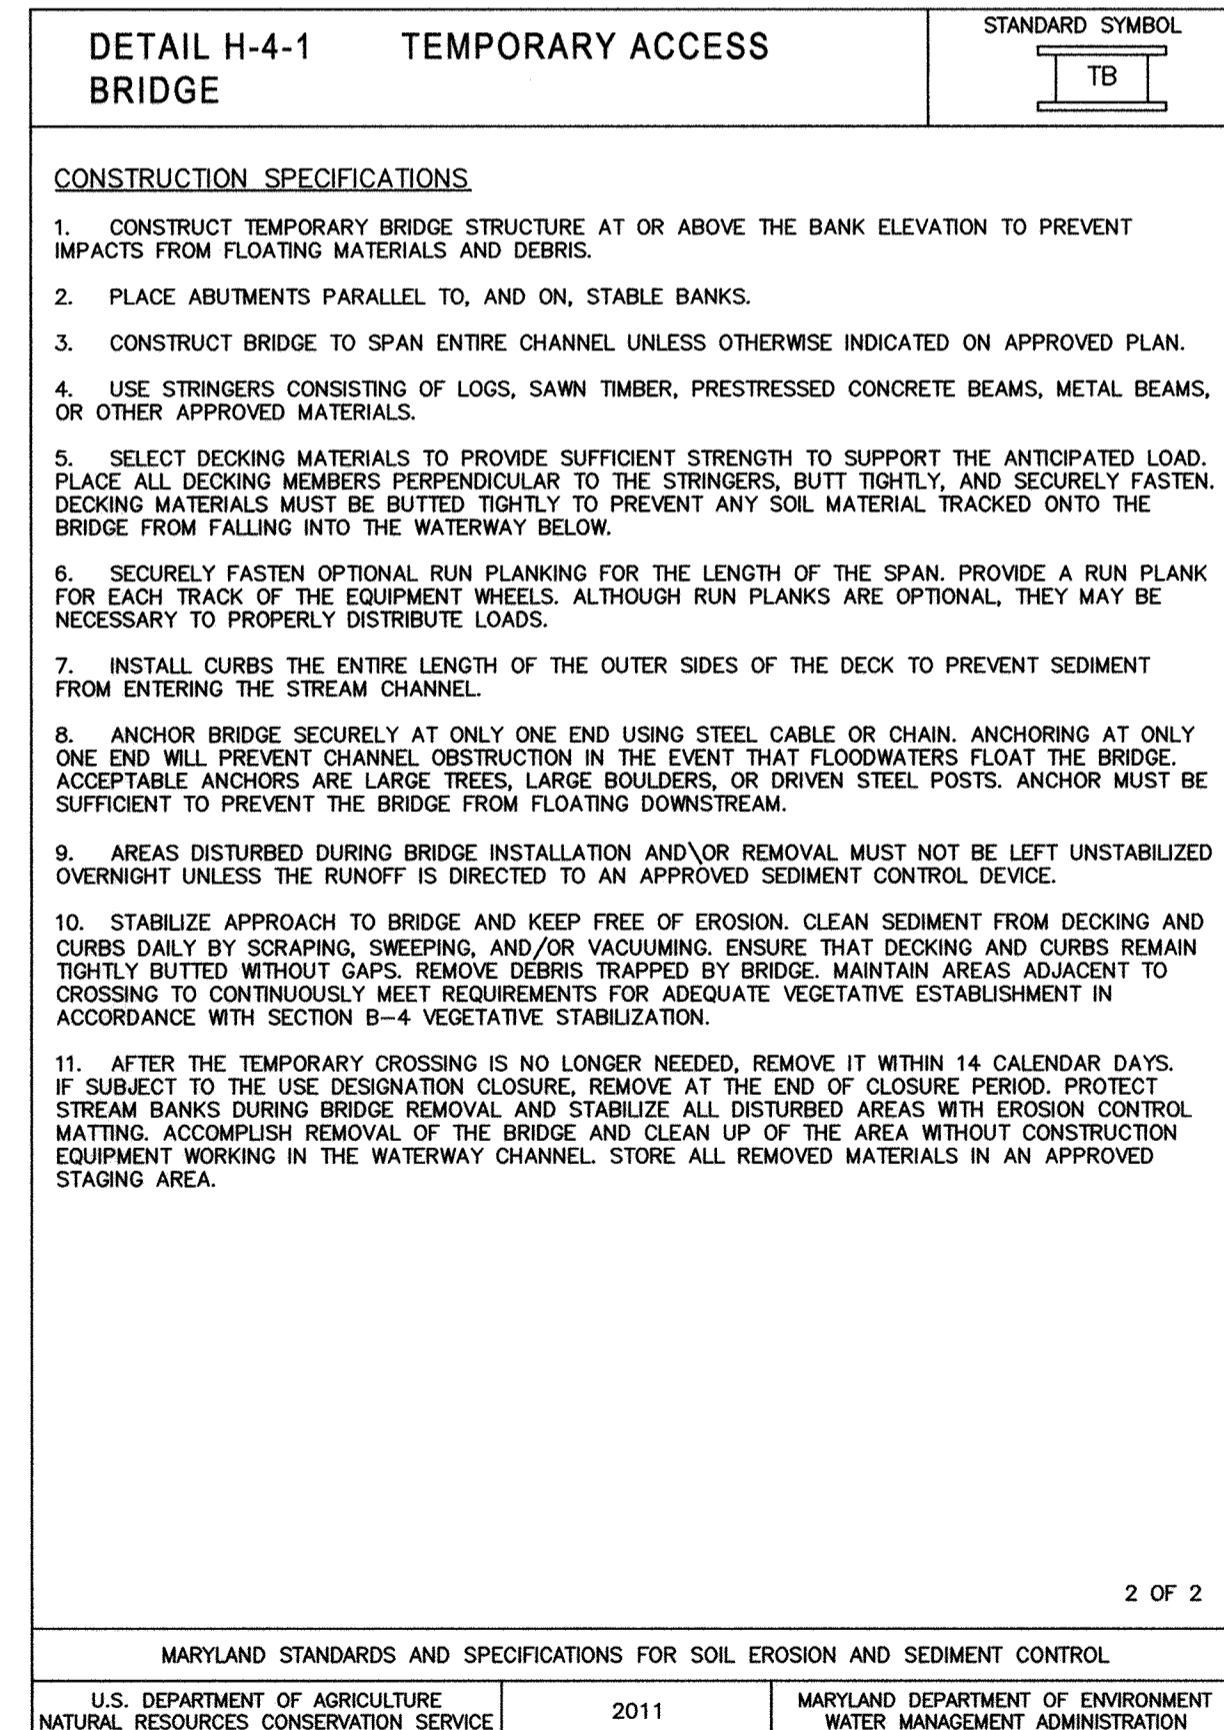 DETAIL H-4-1 TEMPORARY ACCESS
BRIDGE
STANDARD SYMBOL
TB
CONSTRUCTION SPECIFICATIONS
1. CONSTRUCT TEMPORARY BRIDGE STRUCTURE AT OR ABOVE THE BANK ELEVATION TO PREVENT
IMPACTS FROM FLOATING MATERIALS AND DEBRIS.
2. PLACE ABUTMENTS PARALLEL TO, AND ON, STABLE BANKS.
3. CONSTRUCT BRIDGE TO SPAN ENTIRE CHANNEL UNLESS OTHERWISE INDICATED ON APPROVED PLAN.
4. USE STRINGERS CONSISTING OF LOGS, SAWN TIMBER, PRESTRESSED CONCRETE BEAMS, METAL BEAMS,
OR OTHER APPROVED MATERIALS.
5. SELECT DECKING MATERIALS TO PROVIDE SUFFICIENT STRENGTH TO SUPPORT THE ANTICIPATED LOAD.
PLACE ALL DECKING MEMBERS PERPENDICULAR TO THE STRINGERS, BUTT TIGHTLY, AND SECURELY FASTEN.
DECKING MATERIALS MUST BE BUTTED TIGHTLY TO PREVENT ANY SOIL MATERIAL TRACKED ONTO THE
BRIDGE FROM FALLING INTO THE WATERWAY BELOW.
6. SECURELY FASTEN OPTIONAL RUN PLANKING FOR THE LENGTH OF THE SPAN. PROVIDE A RUN PLANK
FOR EACH TRACK OF THE EQUIPMENT WHEELS. ALTHOUGH RUN PLANKS ARE OPTIONAL, THEY MAY BE
NECESSARY TO PROPERLY DISTRIBUTE LOADS.
7. INSTALL CURBS THE ENTIRE LENGTH OF THE OUTER SIDES OF THE DECK TO PREVENT SEDIMENT
FROM ENTERING THE STREAM CHANNEL.
8. ANCHOR BRIDGE SECURELY AT ONLY ONE END USING STEEL CABLE OR CHAIN. ANCHORING AT ONLY
ONE END WILL PREVENT CHANNEL OBSTRUCTION IN THE EVENT THAT FLOODWATERS FLOAT THE BRIDGE.
ACCEPTABLE ANCHORS ARE LARGE TREES, LARGE BOULDERS, OR DRIVEN STEEL POSTS. ANCHOR MUST BE
SUFFICIENT TO PREVENT THE BRIDGE FROM FLOATING DOWNSTREAM.
9. AREAS DISTURBED DURING BRIDGE INSTALLATION AND\OR REMOVAL MUST NOT BE LEFT UNSTABILIZED
OVERNIGHT UNLESS THE RUNOFF IS DIRECTED TO AN APPROVED SEDIMENT CONTROL DEVICE.
10. STABILIZE APPROACH TO BRIDGE AND KEEP FREE OF EROSION. CLEAN SEDIMENT FROM DECKING AND
CURBS DAILY BY SCRAPING, SWEEPING, AND/OR VACUUMING. ENSURE THAT DECKING AND CURBS REMAIN
TIGHTLY BUTTED WITHOUT GAPS. REMOVE DEBRIS TRAPPED BY BRIDGE. MAINTAIN AREAS ADJACENT TO
CROSSING TO CONTINUOUSLY MEET REQUIREMENTS FOR ADEQUATE VEGETATIVE ESTABLISHMENT IN
ACCORDANCE WITH SECTION B-4 VEGETATIVE STABILIZATION.
11. AFTER THE TEMPORARY CROSSING IS NO LONGER NEEDED, REMOVE IT WITHIN 14 CALENDAR DAYS.
IF SUBJECT TO THE USE DESIGNATION CLOSURE, REMOVE AT THE END OF CLOSURE PERIOD. PROTECT
STREAM BANKS DURING BRIDGE REMOVAL AND STABILIZE ALL DISTURBED AREAS WITH EROSION CONTROL
MATTING. ACCOMPLISH REMOVAL OF THE BRIDGE AND CLEAN UP OF THE AREA WITHOUT CONSTRUCTION
EQUIPMENT WORKING IN THE WATERWAY CHANNEL. STORE ALL REMOVED MATERIALS IN AN APPROVED
STAGING AREA.
2 OF 2
MARYLAND STANDARDS AND SPECIFICATIONS FOR SOIL EROSION AND SEDIMENT CONTROL
U.S. DEPARTMENT OF AGRICULTURE
NATURAL RESOURCES CONSERVATION SERVICE
2011
MARYLAND DEPARTMENT OF ENVIRONMENT
WATER MANAGEMENT ADMINISTRATION